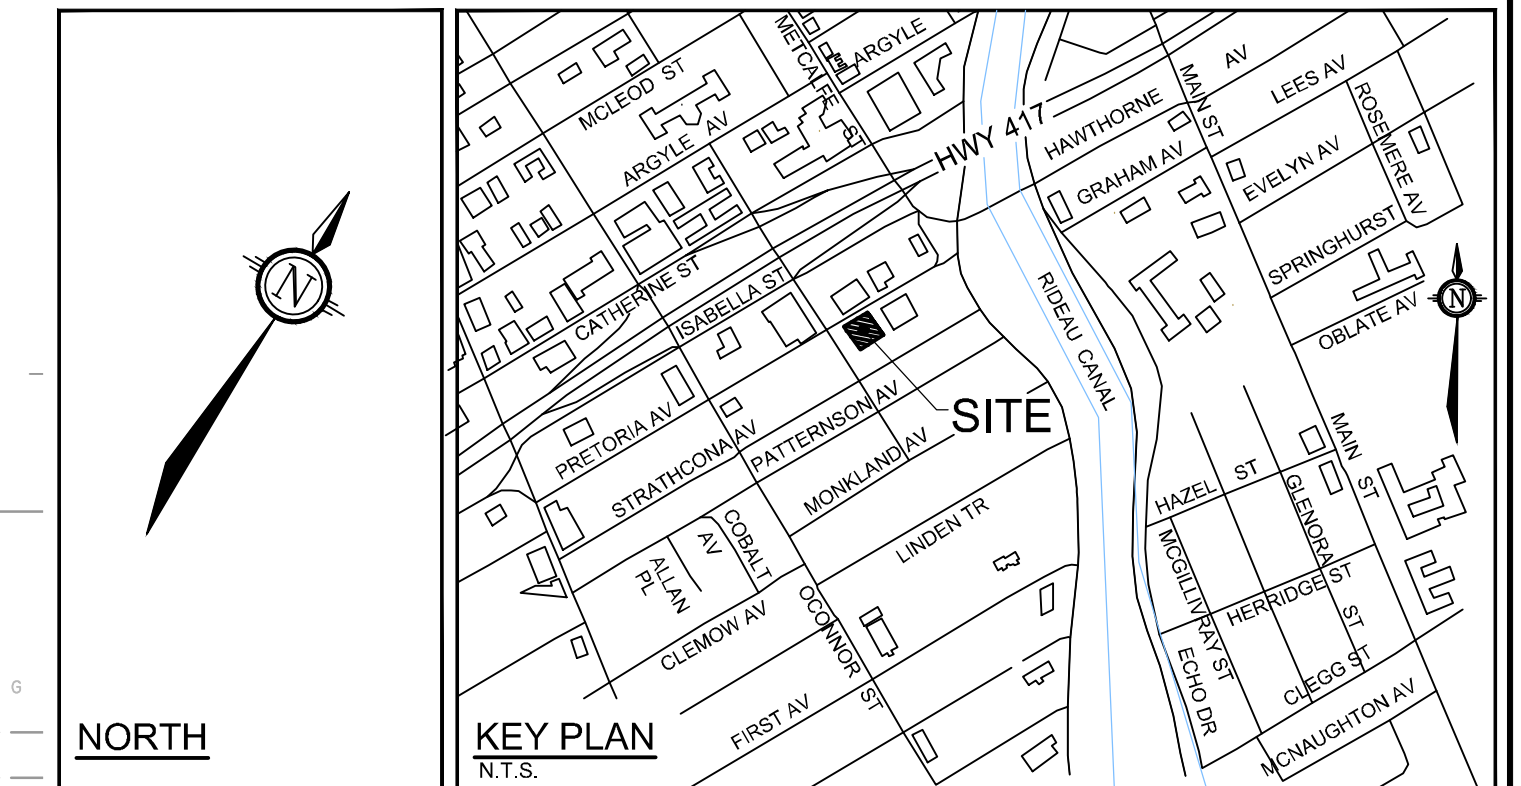 METCALFE ST
ARGYLE
MCLEOD ST
ARGYLE AV
HWY 417
HAWTHORNE
AV
MAIN ST
LEES AV
ROSEMERE AV
GRAHAM AV
EVELYN AV
SPRINGHURST
OBLATE AV
N
N
CATHERINE ST
ISABELLA ST
RIDEAU CANAL
SITE
PRETORIA AV
STRATHCONA AV
PATTERNSON AV
MONKLAND AV
MAIN ST
HAZEL ST
GLENORA ST
LINDEN TR
COBALT
AV
ALLAN
PL
MCGILLIVRAY ST
HERRIDGE ST
CLEMOW AV
OCONNOR ST
ECHO DR
CLEGG ST
MCNAUGHTON AV
FIRST AV
G
NORTH
KEY PLAN
N.T.S.